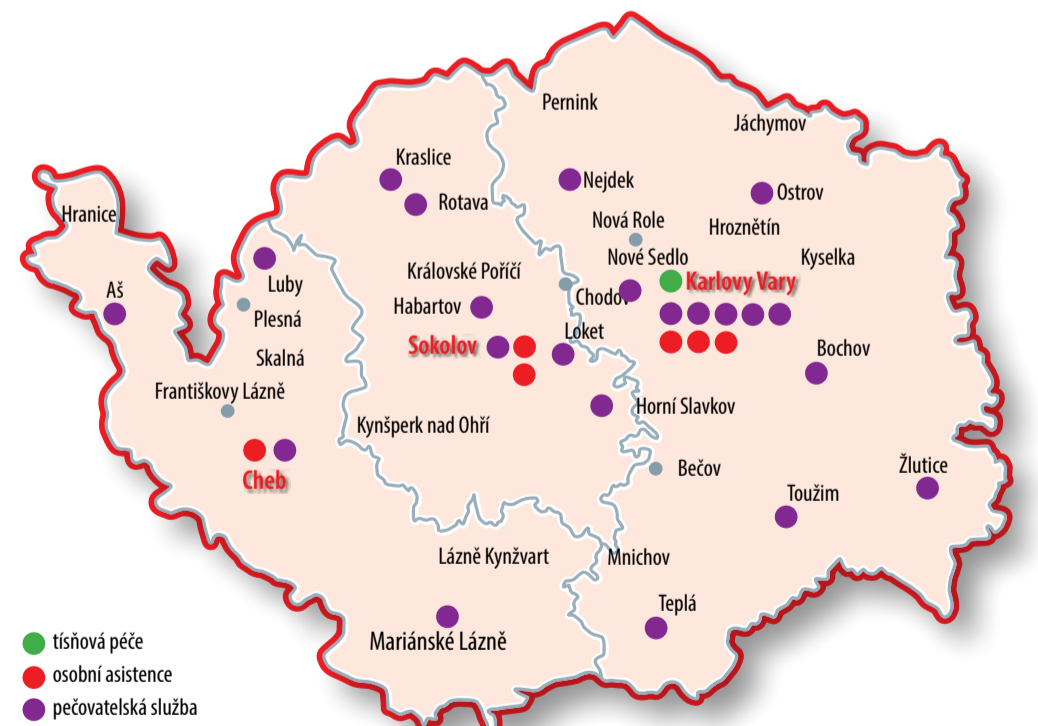 Pernink
Jáchymov
Kraslice
Nejdek
Ostrov
Rotava
Hranice
Nová Role
Hroznětín
Nové Sedlo
Kyselka
Královské Poříčí
Karlovy Vary
Luby
Aš
Chodov
Habartov
Plesná
Loket
Sokolov
Bochov
Skalná
Františkovy Lázně
Horní Slavkov
Kynšperk nad Ohří
Žlutice
Bečov
Cheb
Toužim
Lázně Kynžvart
Mnichov
Teplá
Mariánské Lázně
tísňová péče
osobní asistence
pečovatelská služba